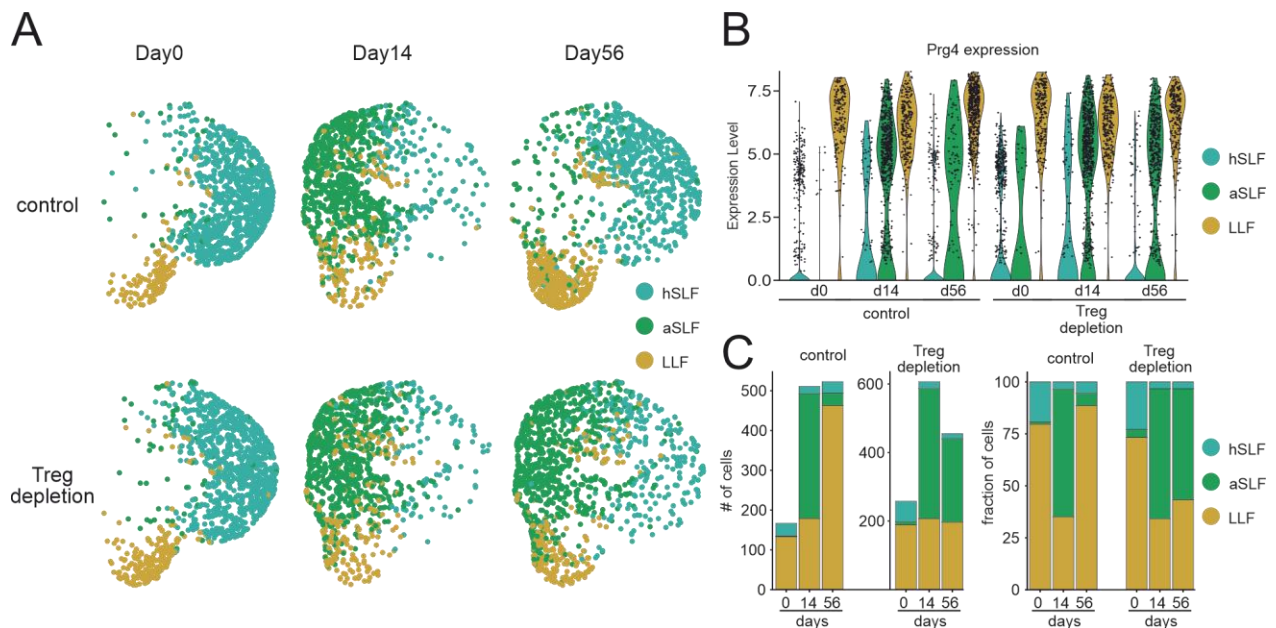 A
Day0
Day14
Day56
control
hSLF
aSLF
LLF
Treg
depletion
B
Prg4 expression
Expression Level
7.5
5.0
2.5
0.0
d0
d14
d56
d0
d14
d56
control
Treg
depletion
hSLF
aSLF
LLF
C
control
# of cells
500
400
300
200
100
0
0 14 56
days
Treg
depletion
600
400
200
0 14 56
days
control
fraction of cells
100
75
50
25
0
0 14 56
days
Treg
depletion
0 14 56
days
hSLF
aSLF
LLF